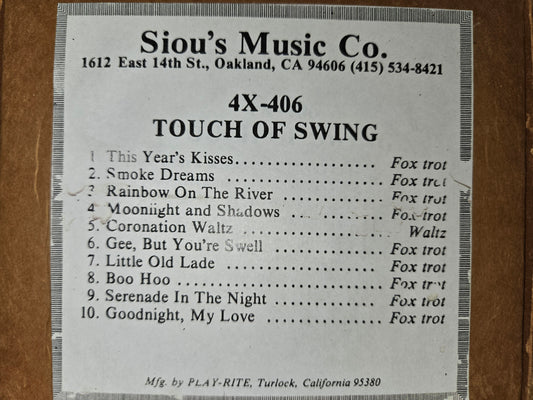 Siou's Music Co.
1612 East 14th St., Oakland, CA 94606 (415) 534-8421
4X-406
TOUCH OF SWING
1 This Year's Kisses.................. Fox trot
2. Smoke Dreams .................... Fox trot
3 Rainbow On The River ............ Fox trot
4 Moonlight and Shadows ........... Fox-trot
5. Coronation Waltz ................. Waltz
6. Gee, But You're Swell ............. Fox trot
7. Little Old Lade ................... Fox trot
8. Boo Hoo ......................... Fox trot
9. Serenade In The Night ............ Fox trot
10. Goodnight, My Love .............. Fox trot
Mfg. by PLAY-RITE, Turlock, California 95380